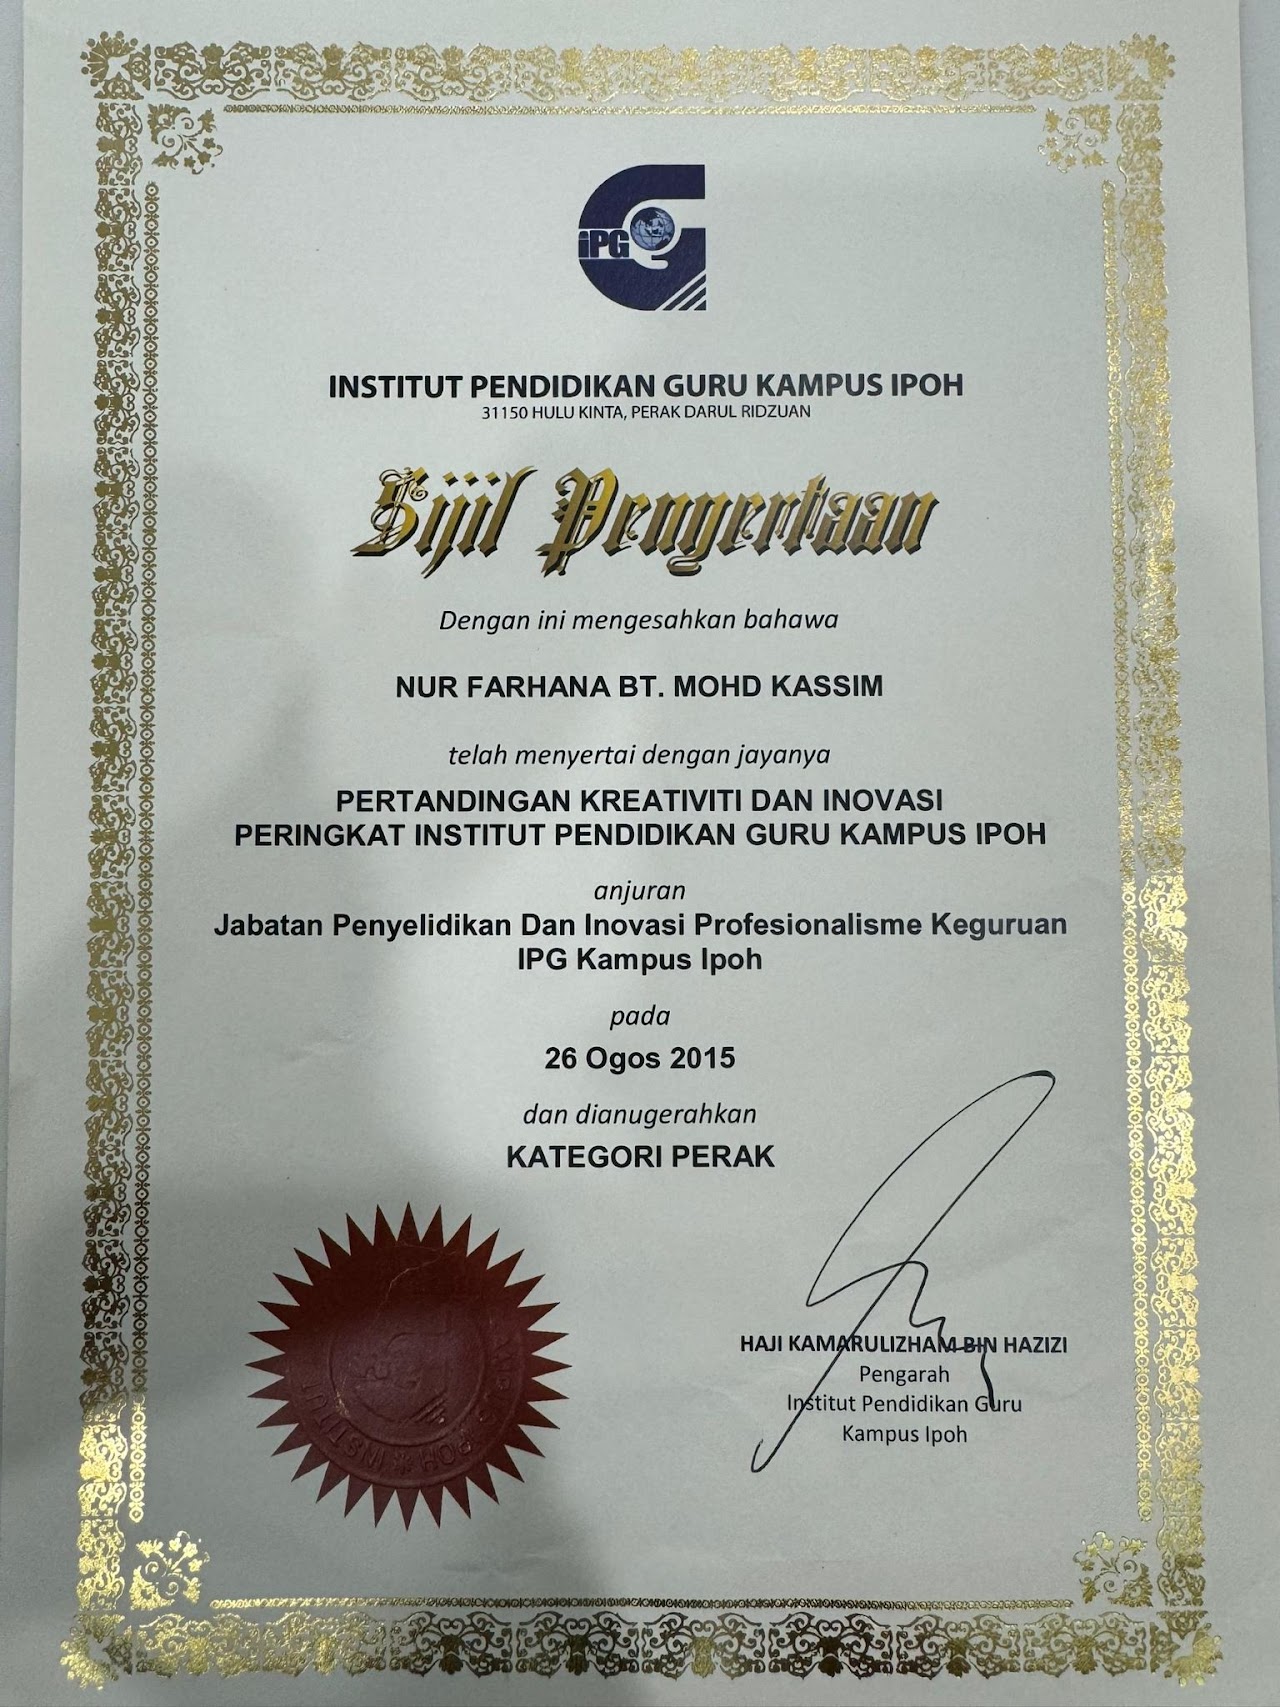 iPG
INSTITUT PENDIDIKAN GURU KAMPUS IPOH
31150 HULU KINTA, PERAK DARUL RIDZUAN
Sijil Penyertaan
Dengan ini mengesahkan bahawa
NUR FARHANA BT. MOHD KASSIM
telah menyertai dengan jayanya
PERTANDINGAN KREATIVITI DAN INOVASI
PERINGKAT INSTITUT PENDIDIKAN GURU KAMPUS IPOH
anjuran
Jabatan Penyelidikan Dan Inovasi Profesionalisme Keguruan
IPG Kampus Ipoh
pada
26 Ogos 2015
dan dianugerahkan
KATEGORI PERAK
HAJI KAMARULIZHAM BIN HAZIZI
Pengarah
Institut Pendidikan Guru
Kampus Ipoh